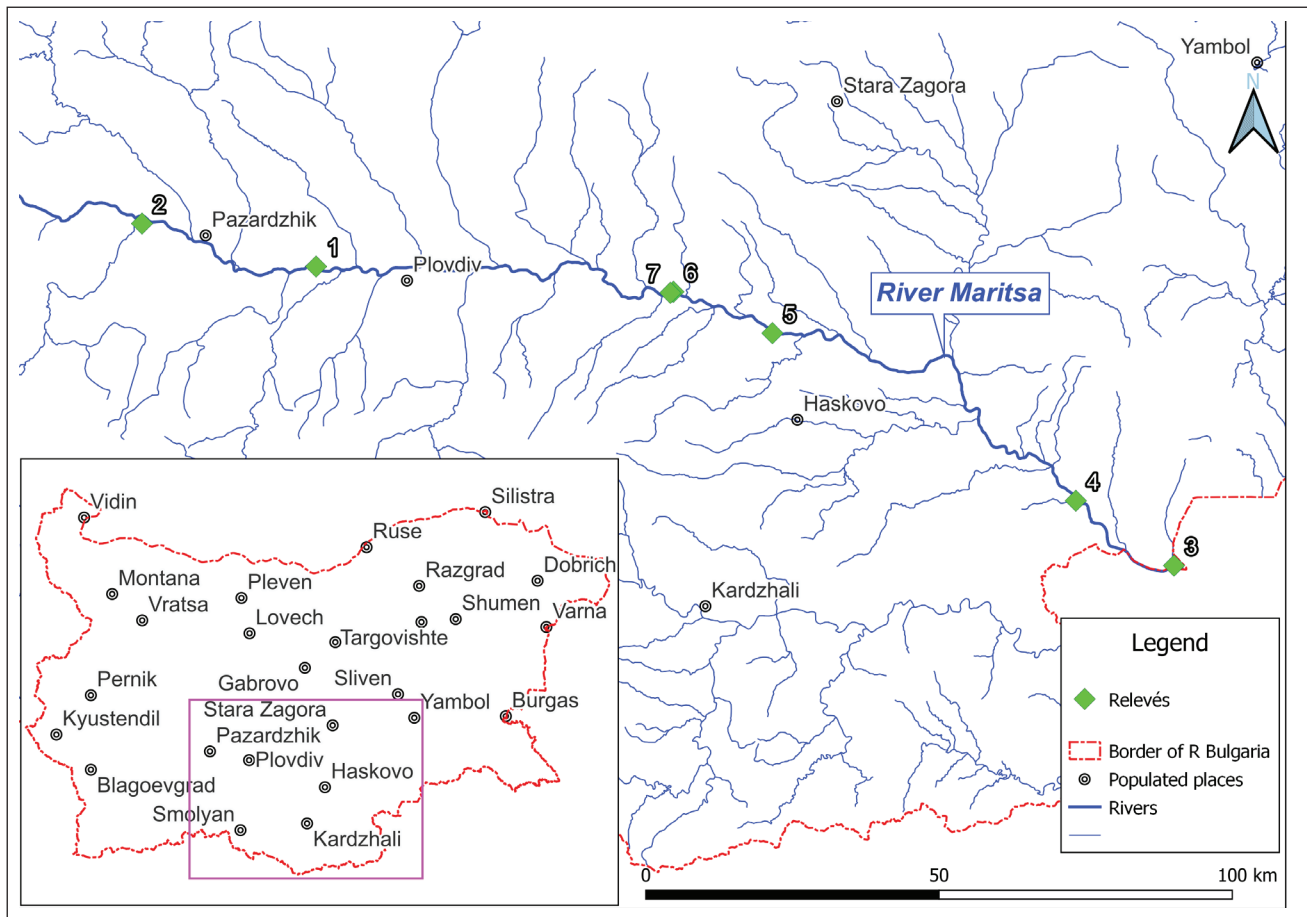 Yambol
N
Stara Zagora
2
Pazardzhik
1
Plovdiv
7
6
River Maritsa
5
Haskovo
4
3
Kardzhali
Vidin
Silistra
Ruse
Montana
Pleven
Razgrad
Dobrich
Vratsa
Lovech
Shumen
Varna
Targovishte
Pernik
Gabrovo
Sliven
Kyustendil
Stara Zagora
Yambol
Burgas
Pazardzhik
Plovdiv
Blagoevgrad
Haskovo
Smolyan
Kardzhali
Legend
Relevés
Border of R Bulgaria
Populated places
Rivers
0
50
100 km